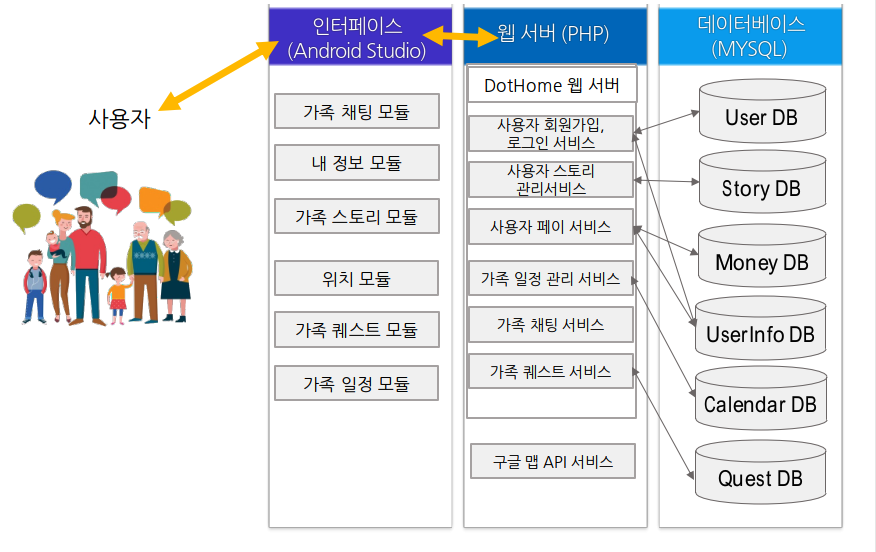 인터페이스
(Android Studio)
웹 서버 (PHP)
데이터베이스
(MYSQL)
사용자
가족 채팅 모듈
내 정보 모듈
가족 스토리 모듈
위치 모듈
가족 퀘스트 모듈
가족 일정 모듈
DotHome 웹 서버
사용자 회원가입,
로그인 서비스
사용자 스토리
관리서비스
사용자 페이 서비스
가족 일정 관리 서비스
가족 채팅 서비스
가족 퀘스트 서비스
구글 맵 API 서비스
User DB
Story DB
Money DB
UserInfo DB
Calendar DB
Quest DB